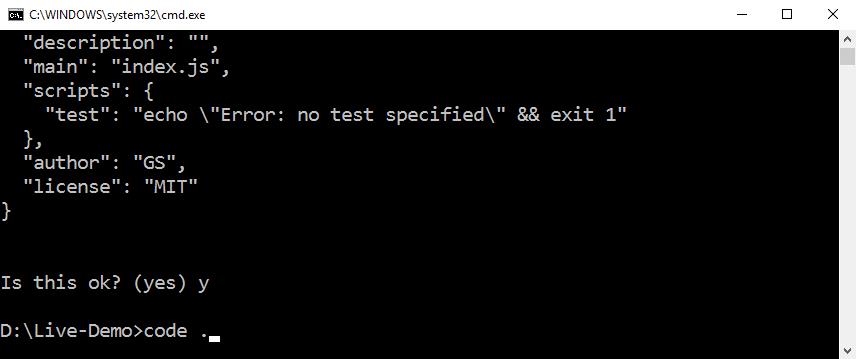 C:\WINDOWS\system32\cmd.exe
"description": "",
"main": "index.js",
"scripts": {
"test": "echo \"Error: no test specified\" && exit 1"
},
"author": "GS",
"license": "MIT"
}
Is this ok? (yes) y
D:\Live-Demo>code .